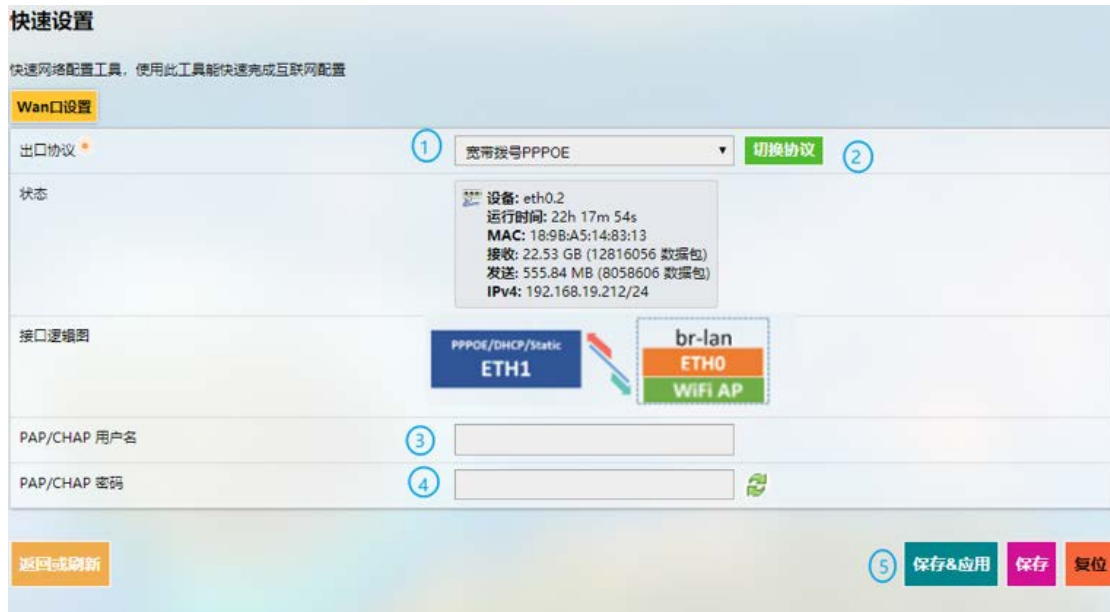 快速设置
快速网络配置工具，使用此工具能快速完成互联网配置
Wan口设置
出口协议
1
宽带拨号PPPOE
切换协议
2
状态
设备: eth0.2
运行时间: 22h 17m 54s
MAC: 18:9B:A5:14:83:13
接收: 22.53 GB (12816056 数据包)
发送: 555.84 MB (8058606 数据包)
IPv4: 192.168.19.212/24
接口逻辑图
PPPOE/DHCP/Static
ETH1
br-lan
ETH0
WiFi AP
PAP/CHAP 用户名
3
PAP/CHAP 密码
4
返回或刷新
5
保存&应用
保存
复位